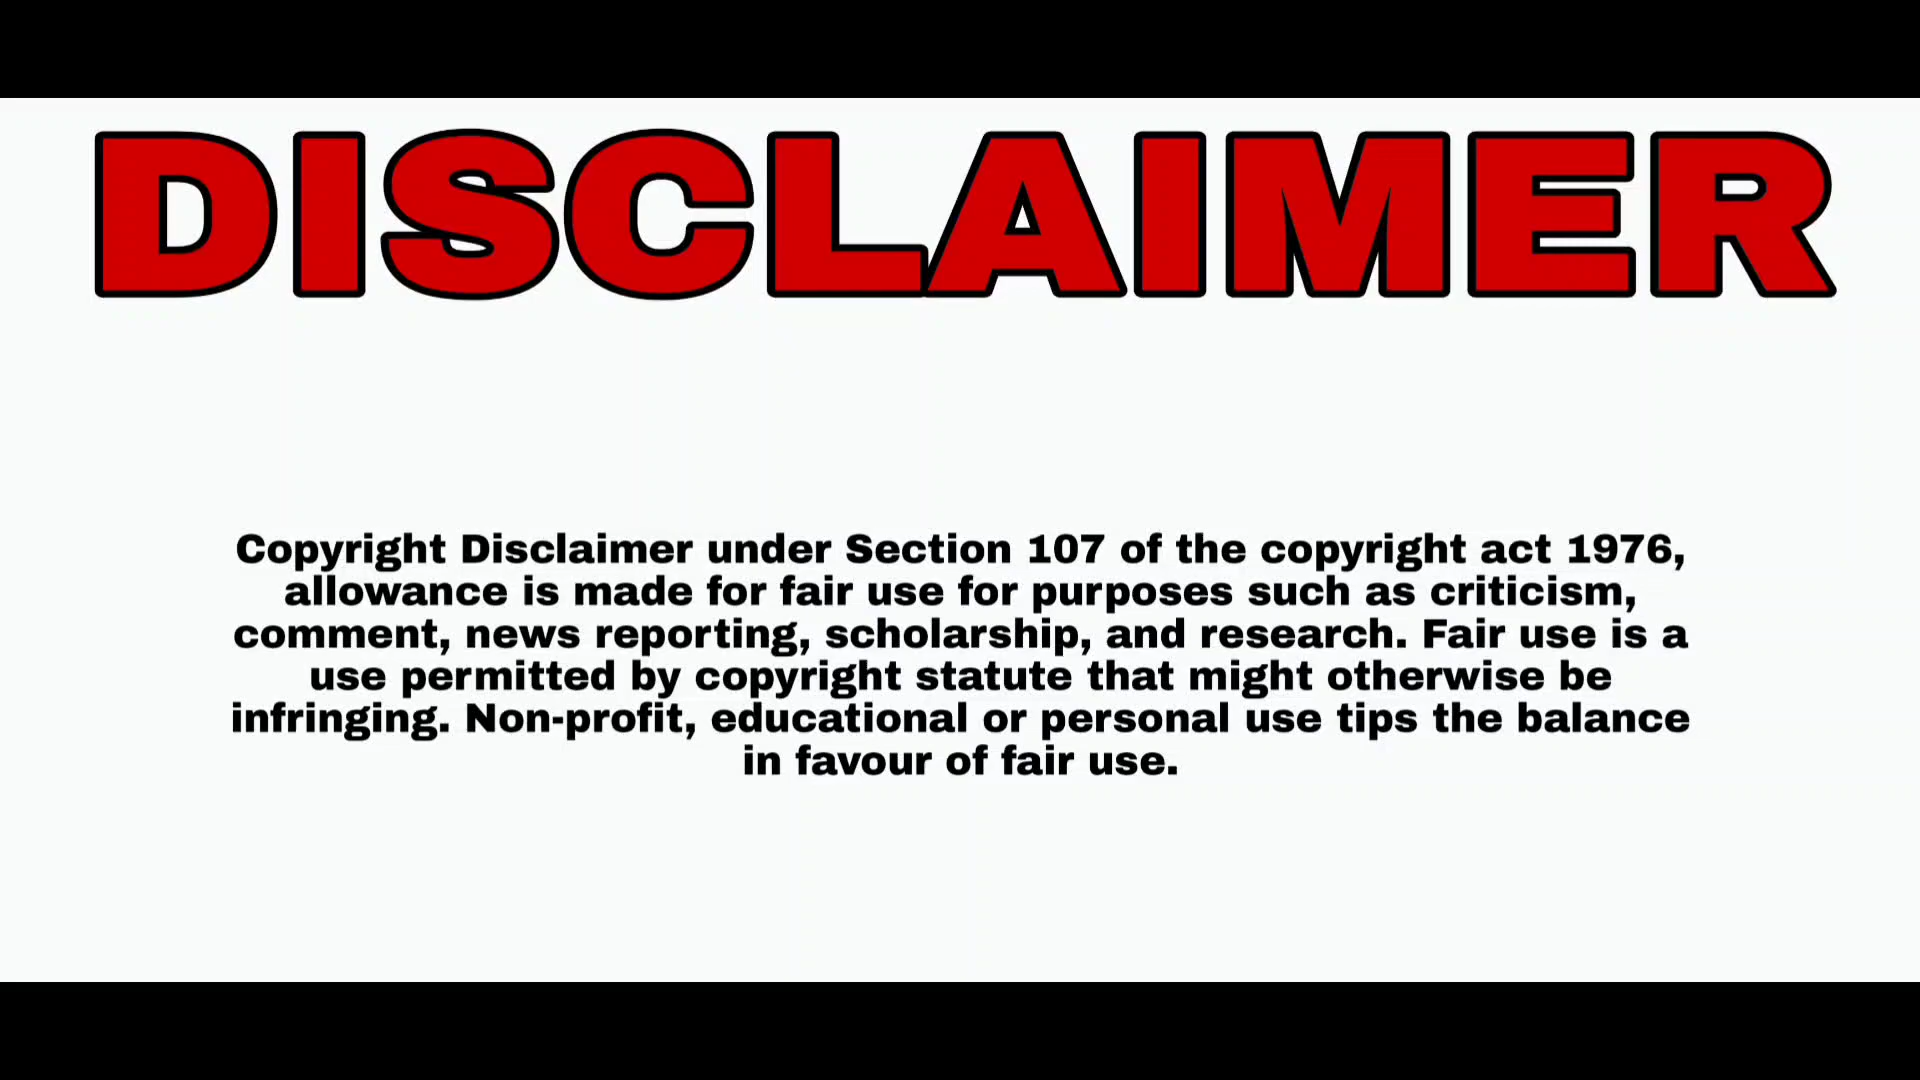 DISCLAIMER
Copyright Disclaimer under Section 107 of the copyright act 1976,
allowance is made for fair use for purposes such as criticism,
comment, news reporting, scholarship, and research. Fair use is a
use permitted by copyright statute that might otherwise be
infringing. Non-profit, educational or personal use tips the balance
in favour of fair use.